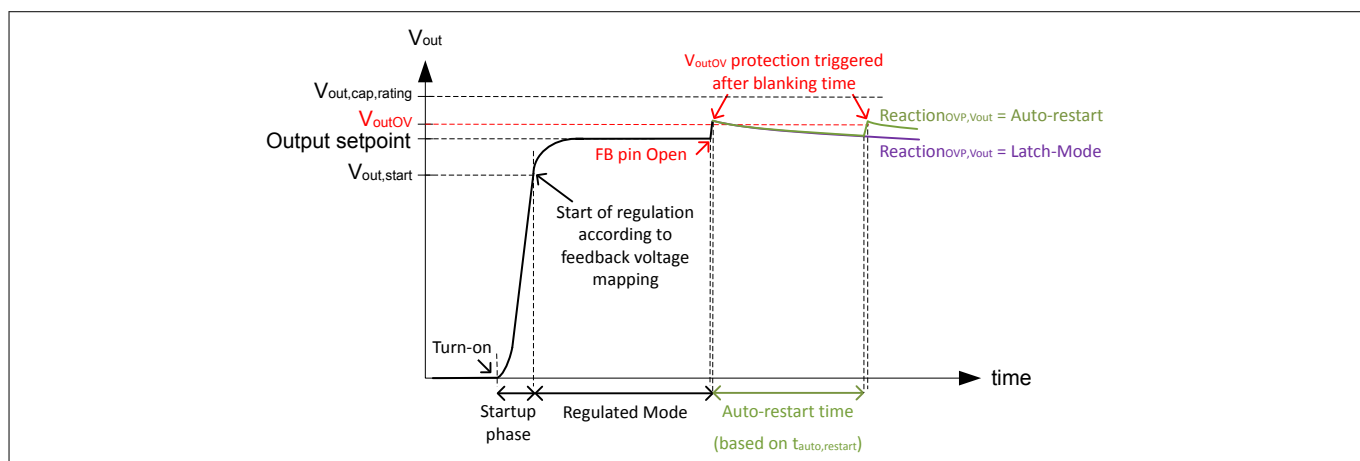 Vout
VoutOV protection triggered
after blanking time
Vout,cap,rating
ReactionOVP,Vout = Auto-restart
VoutOV
Output setpoint
FB pin Open
ReactionOVP,Vout = Latch-Mode
Vout,start
Start of regulation
according to
feedback voltage
mapping
Turn-on
time
Startup
phase
Regulated Mode
Auto-restart time
(based on tauto,restart)